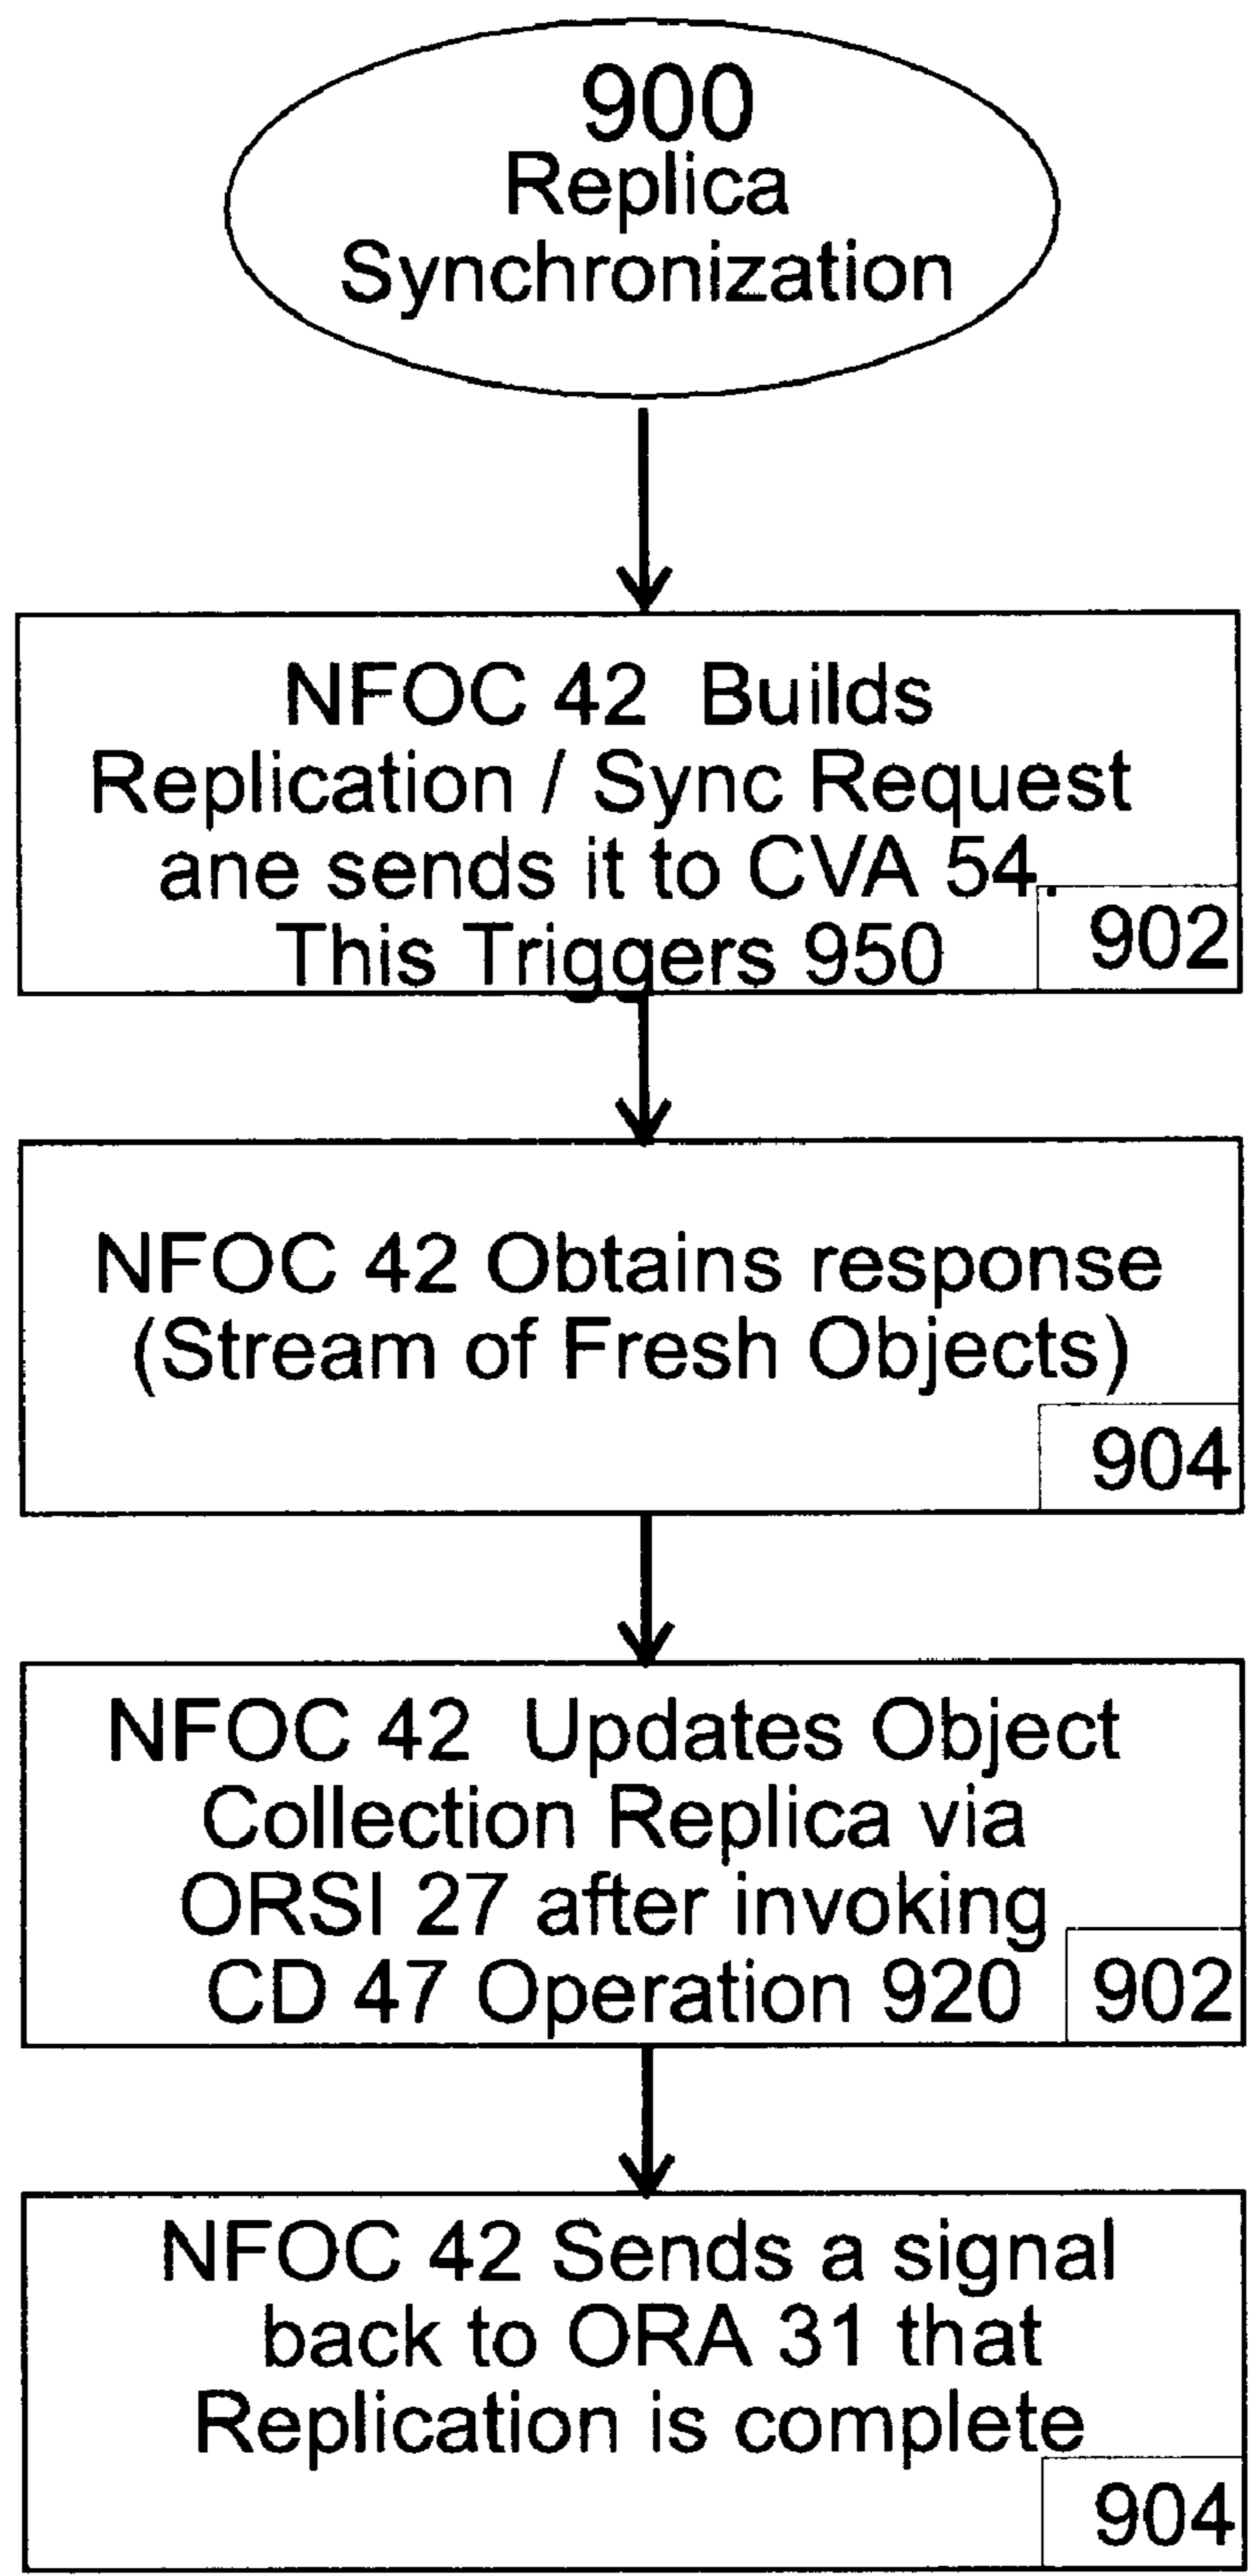 900
Replica
Synchronization
NFOC 42 Builds
Replication / Sync Request
ane sends it to CVA 54.
This Triggers 950
902
NFOC 42 Obtains response
(Stream of Fresh Objects)
904
NFOC 42 Updates Object
Collection Replica via
ORSI 27 after invoking
CD 47 Operation 920
902
NFOC 42 Sends a signal
back to ORA 31 that
Replication is complete
904